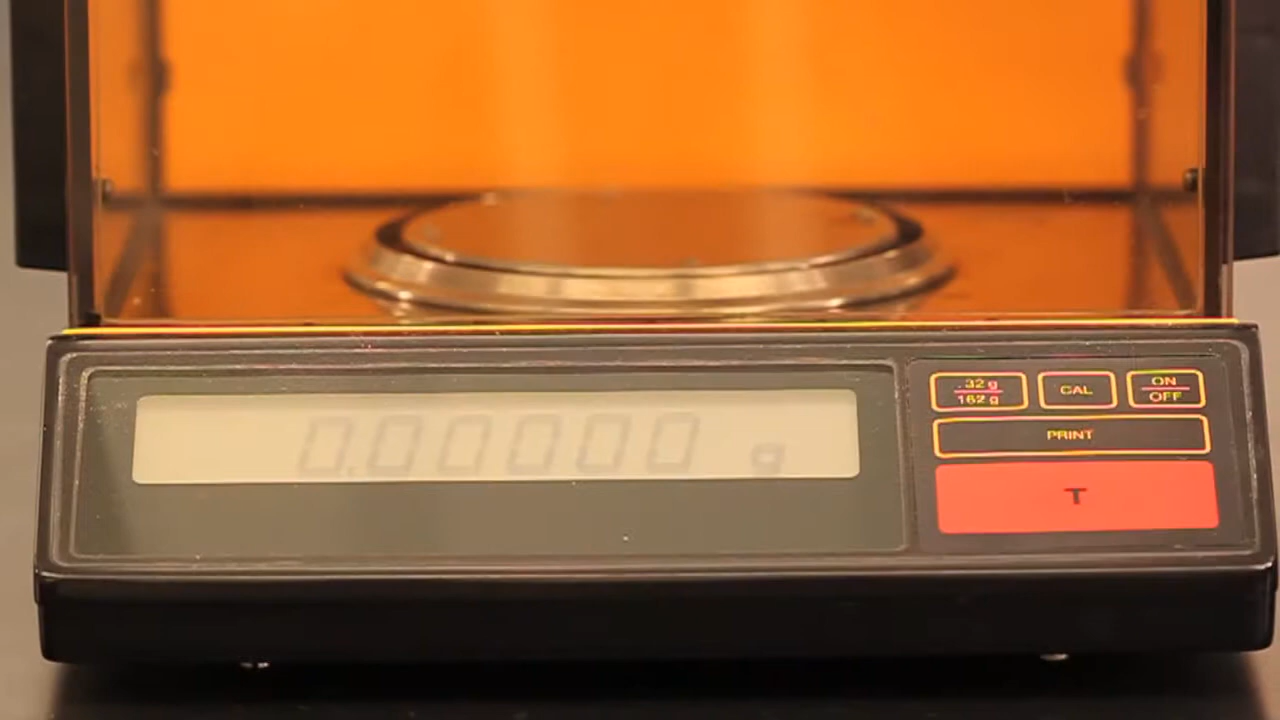 0.00000 g
32 g
162 g
CAL
ON
OFF
PRINT
T